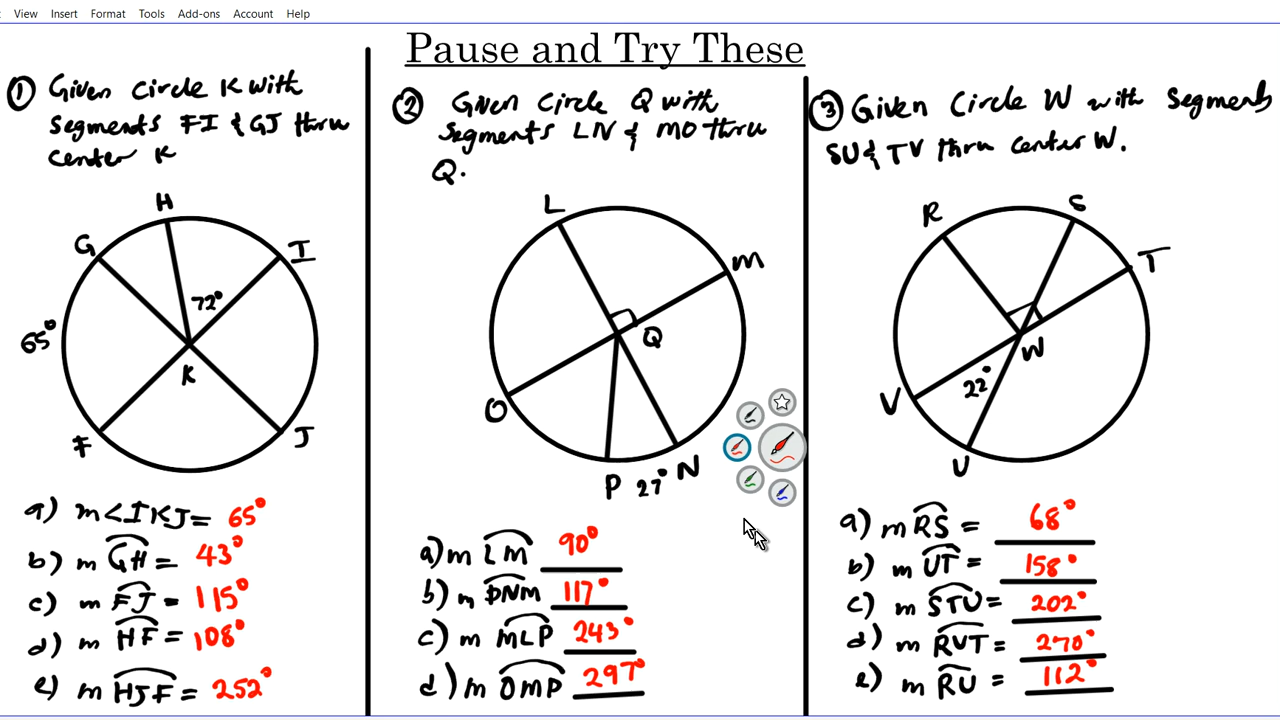 View Insert Format Tools Add-ons Account Help
Pause and Try These
① Given Circle K with
segments FI & GJ thru
center K
H
G
I
72°
65°
K
F
J
a) m<IKJ= 65°
b) m GH = 43°
c) m FJ = 115°
d) m HF = 108°
e) m HJF = 252°
② Given Circle Q with
segments LN & MO thru
Q.
L
M
Q
O
P 27° N
a) m LM 90°
b) m PNM 117°
c) m MLP 243°
d) m OMP 297°
③ Given Circle W with Segments
SU & TV thru center W.
R
S
T
W
22°
V
U
a) m RS = 68°
b) m UT = 158°
c) m STU = 202°
d) m RVT = 270°
e) m RU = 112°